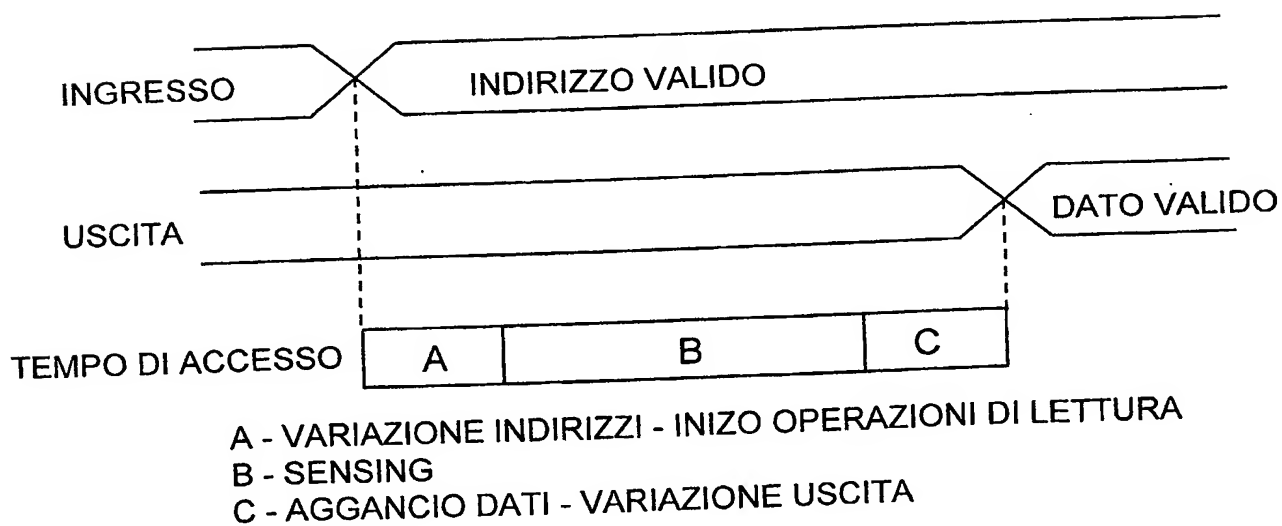 INGRESSO
INDIRIZZO VALIDO
USCITA
DATO VALIDO
TEMPO DI ACCESSO
A
B
C
A - VARIAZIONE INDIRIZZI - INIZO OPERAZIONI DI LETTURA
B - SENSING
C - AGGANCIO DATI - VARIAZIONE USCITA